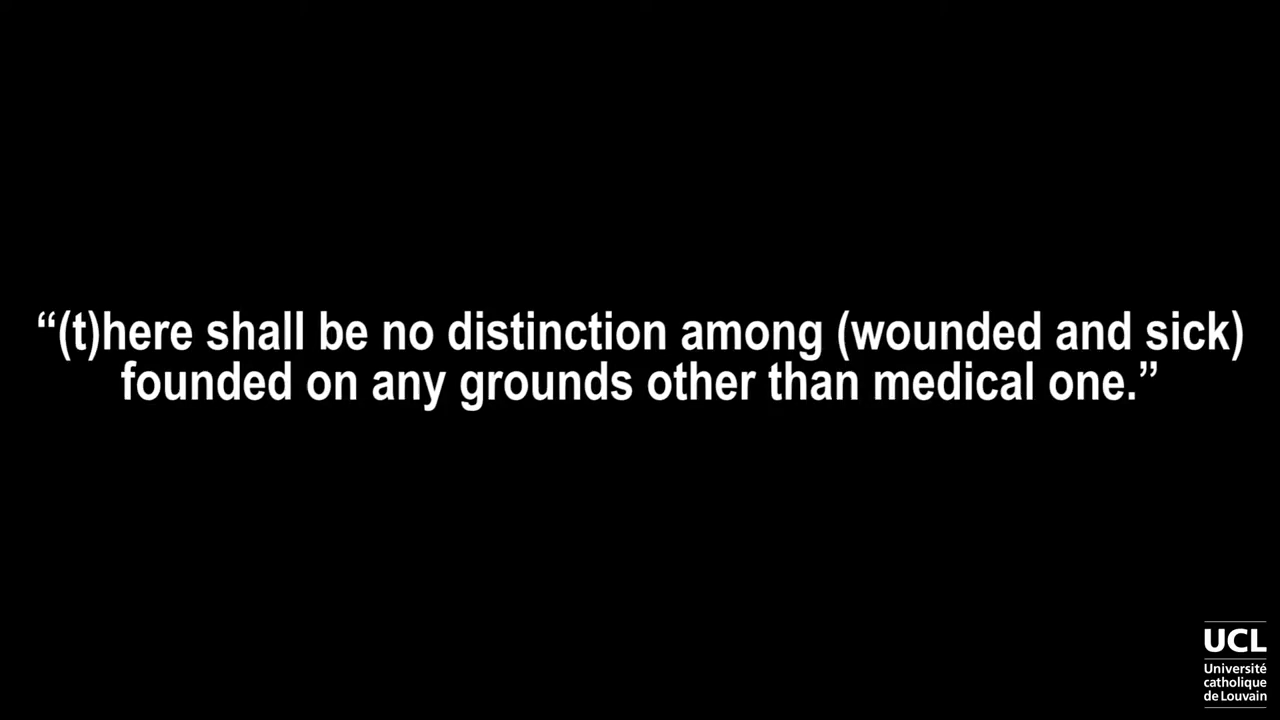 “(t)here shall be no distinction among (wounded and sick)
founded on any grounds other than medical one.”
UCL
Université
catholique
de Louvain